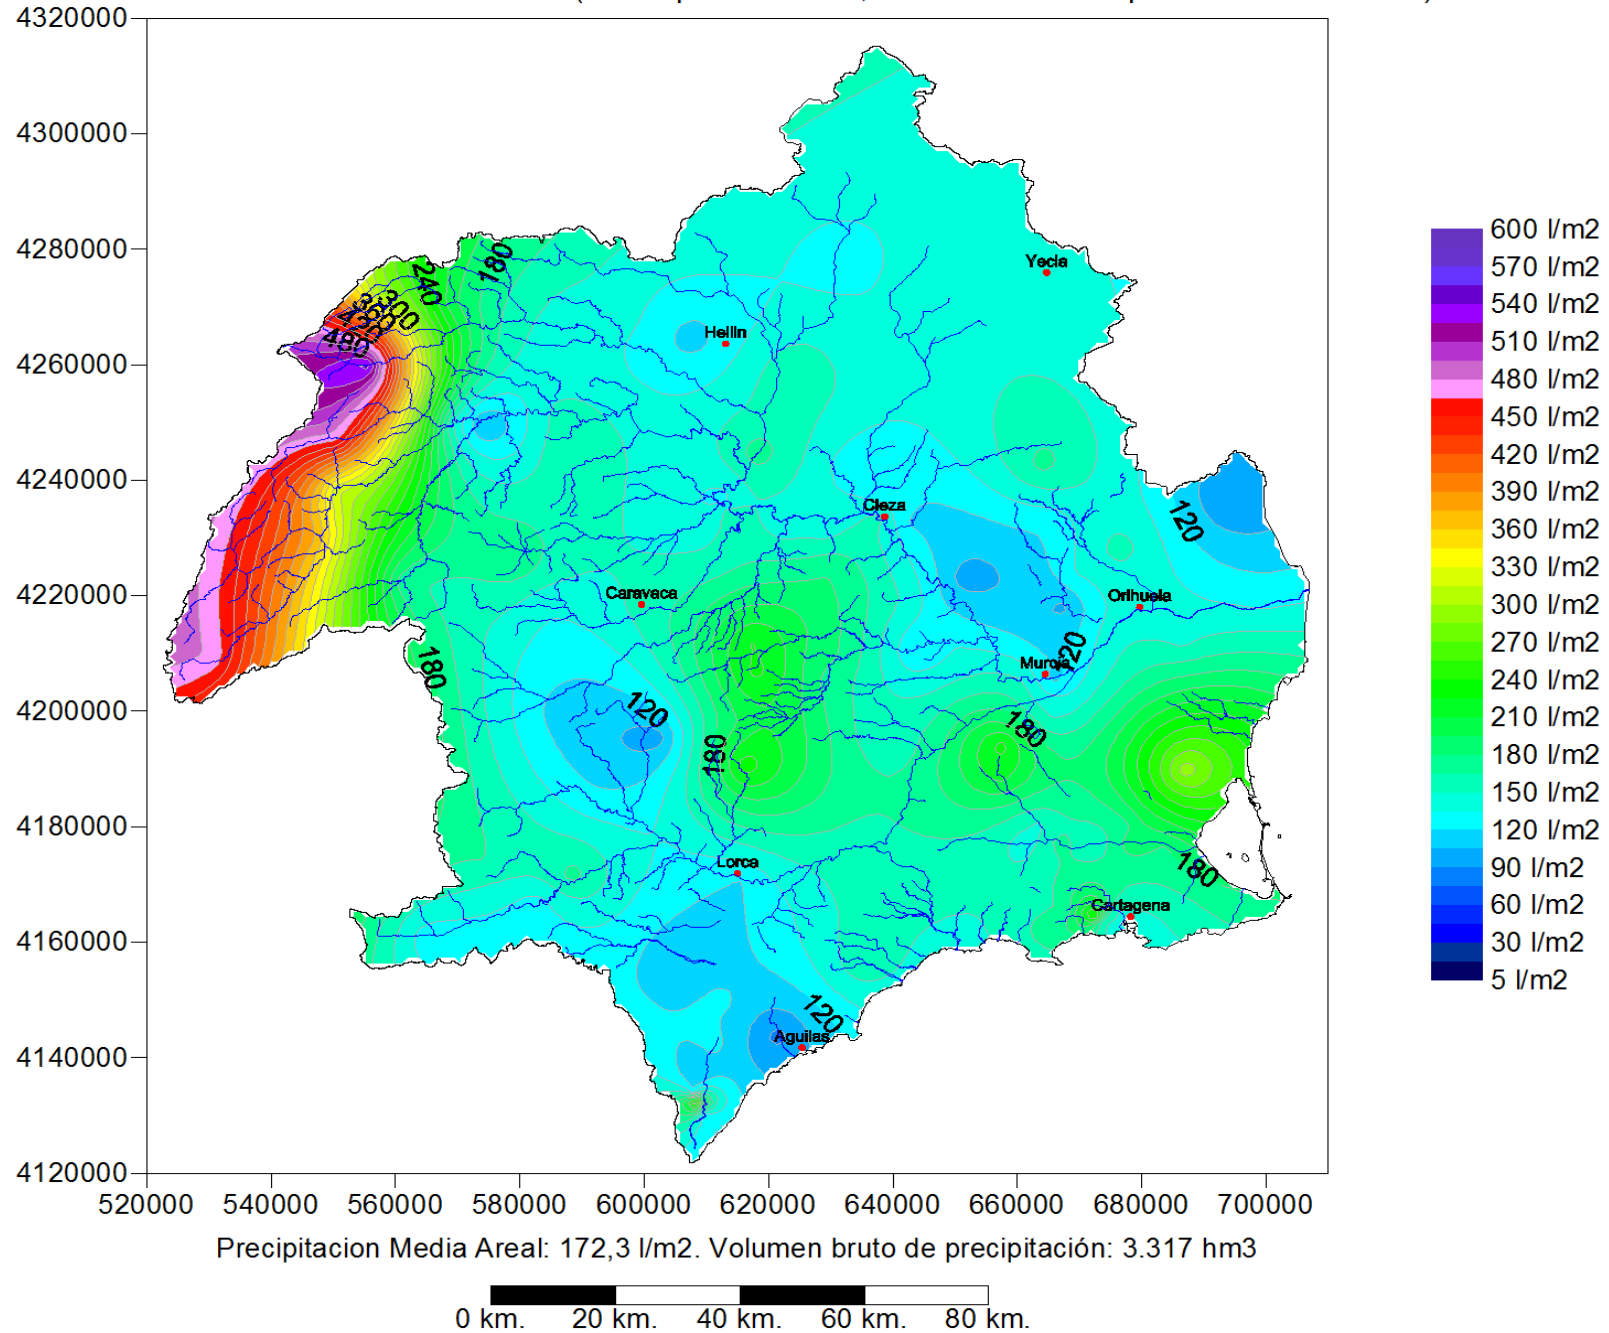 4320000
4300000
4280000
4260000
4240000
4220000
4200000
4180000
4160000
4140000
4120000
520000 540000 560000 580000 600000 620000 640000 660000 680000 700000
180
240
300
360
420
480
Yecla
Hellin
Cieza
120
Caravaca
Orihuela
120
Murcia
180
120
180
180
Lorca
180
Cartagena
120
Aguilas
600 l/m2
570 l/m2
540 l/m2
510 l/m2
480 l/m2
450 l/m2
420 l/m2
390 l/m2
360 l/m2
330 l/m2
300 l/m2
270 l/m2
240 l/m2
210 l/m2
180 l/m2
150 l/m2
120 l/m2
90 l/m2
60 l/m2
30 l/m2
5 l/m2
Precipitacion Media Areal: 172,3 l/m2. Volumen bruto de precipitación: 3.317 hm3
0 km. 20 km. 40 km. 60 km. 80 km.